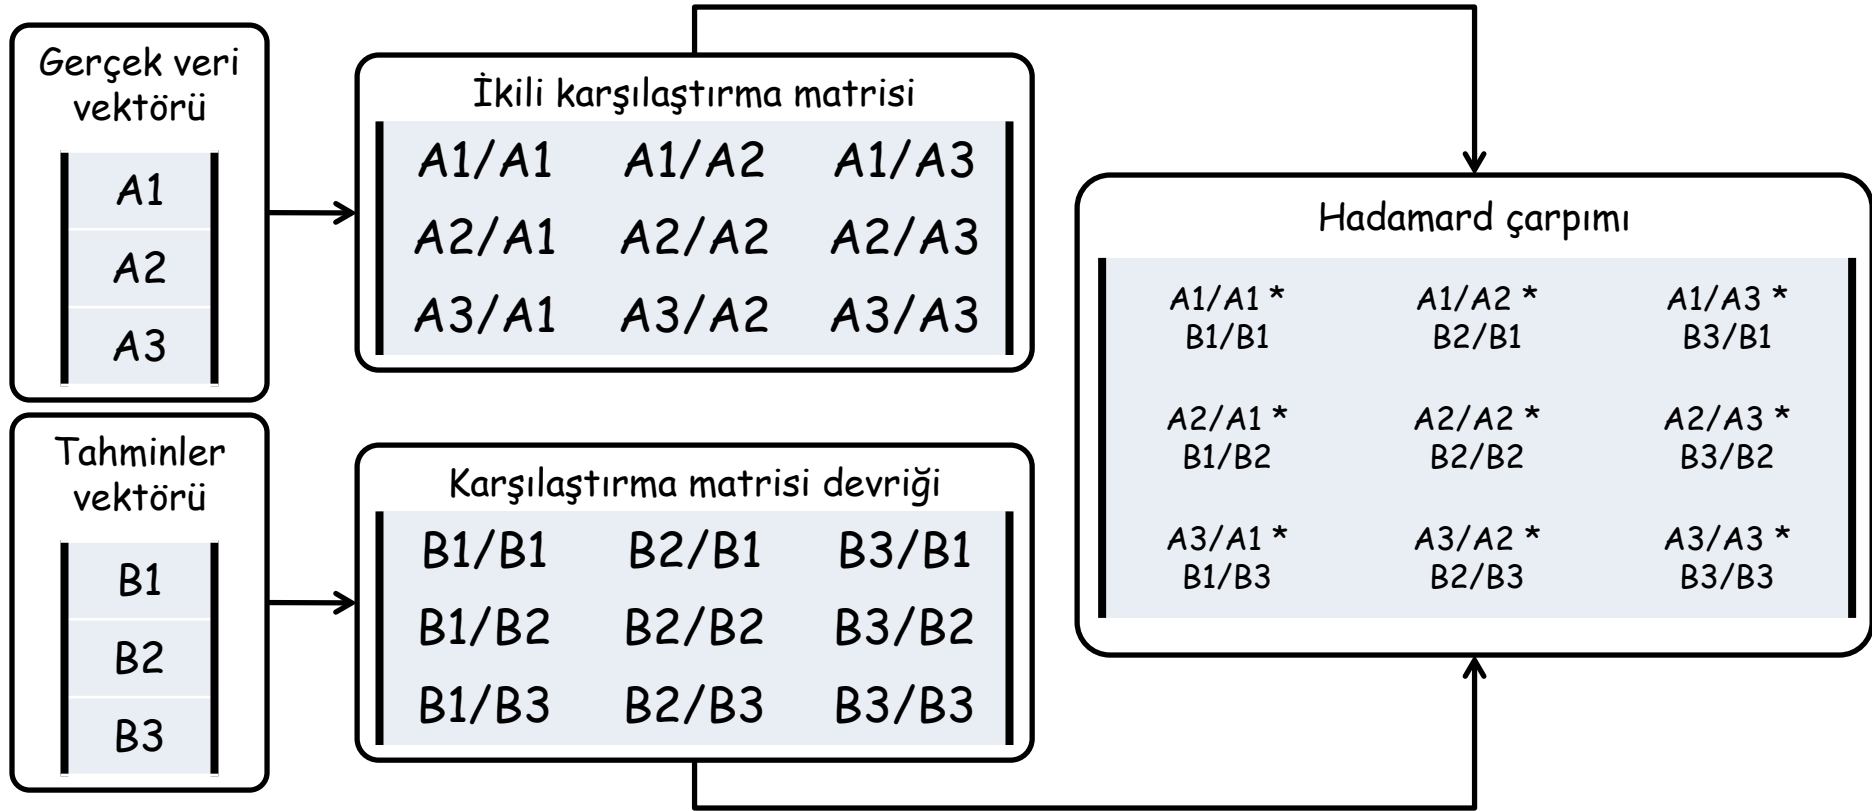 Gerçek veri
vektörü
A1
A2
A3
İkili karşılaştırma matrisi
A1/A1 A1/A2 A1/A3
A2/A1 A2/A2 A2/A3
A3/A1 A3/A2 A3/A3
Tahminler
vektörü
B1
B2
B3
Karşılaştırma matrisi devriği
B1/B1 B2/B1 B3/B1
B1/B2 B2/B2 B3/B2
B1/B3 B2/B3 B3/B3
Hadamard çarpımı
A1/A1 * A1/A2 * A1/A3 *
B1/B1 B2/B1 B3/B1
A2/A1 * A2/A2 * A2/A3 *
B1/B2 B2/B2 B3/B2
A3/A1 * A3/A2 * A3/A3 *
B1/B3 B2/B3 B3/B3